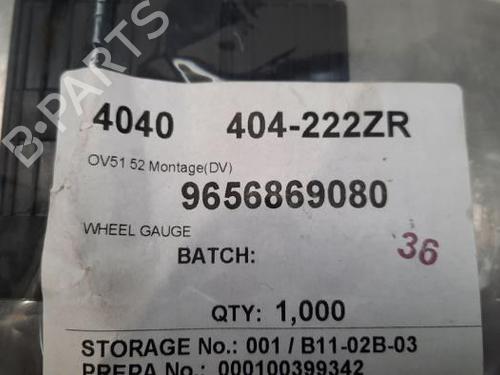 B-PARTS
4040 404-222ZR
OV51 52 Montage(DV)
9656869080
WHEEL GAUGE
36
BATCH:
QTY: 1,000
STORAGE No.: 001 / B11-02B-03
PREPA No.: 000100399342